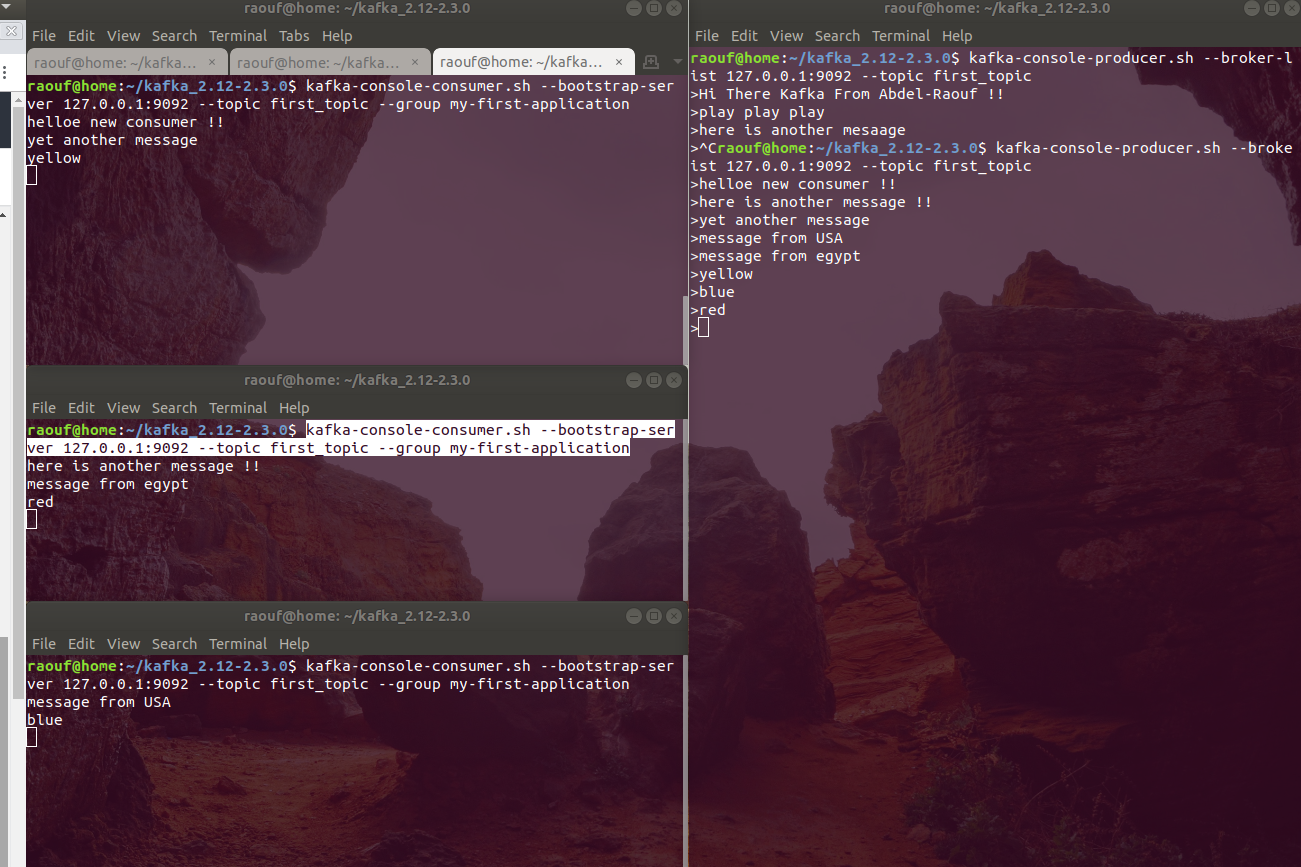 raouf@home: ~/kafka_2.12-2.3.0
File Edit View Search Terminal Tabs Help
raouf@home: ~/kafka... × raouf@home: ~/kafka... × raouf@home: ~/kafka... ×
raouf@home:~/kafka_2.12-2.3.0$ kafka-console-consumer.sh --bootstrap-ser
ver 127.0.0.1:9092 --topic first_topic --group my-first-application
helloe new consumer !!
yet another message
yellow
raouf@home: ~/kafka_2.12-2.3.0
File Edit View Search Terminal Help
raouf@home:~/kafka_2.12-2.3.0$ kafka-console-consumer.sh --bootstrap-ser
ver 127.0.0.1:9092 --topic first_topic --group my-first-application
here is another message !!
message from egypt
red
raouf@home: ~/kafka_2.12-2.3.0
File Edit View Search Terminal Help
raouf@home:~/kafka_2.12-2.3.0$ kafka-console-consumer.sh --bootstrap-ser
ver 127.0.0.1:9092 --topic first_topic --group my-first-application
message from USA
blue
raouf@home: ~/kafka_2.12-2.3.0
File Edit View Search Terminal Help
raouf@home:~/kafka_2.12-2.3.0$ kafka-console-producer.sh --broker-l
ist 127.0.0.1:9092 --topic first_topic
>Hi There Kafka From Abdel-Raouf !!
>play play play
>here is another mesaage
>^Craouf@home:~/kafka_2.12-2.3.0$ kafka-console-producer.sh --broke
ist 127.0.0.1:9092 --topic first_topic
>helloe new consumer !!
>here is another message !!
>yet another message
>message from USA
>message from egypt
>yellow
>blue
>red
>